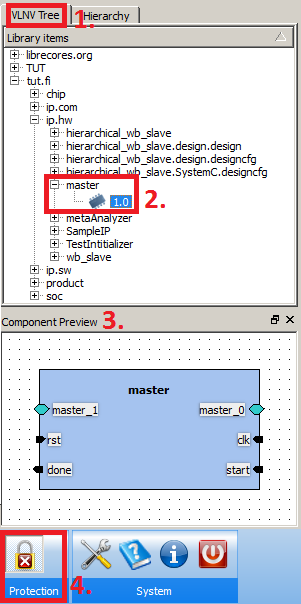 VLNV Tree
1.
Hierarchy
Library items
librecores.org
TUT
tut.fi
chip
ip.com
ip.hw
hierarchical_wb_slave
hierarchical_wb_slave.design.design
hierarchical_wb_slave.design.designcfg
hierarchical_wb_slave.SystemC.designcfg
master
1.0
2.
metaAnalyzer
SampleIP
TestInitializer
wb_slave
ip.sw
product
soc
Component Preview
3.
master
master_1
master_0
rst
clk
done
start
4.
Protection
System